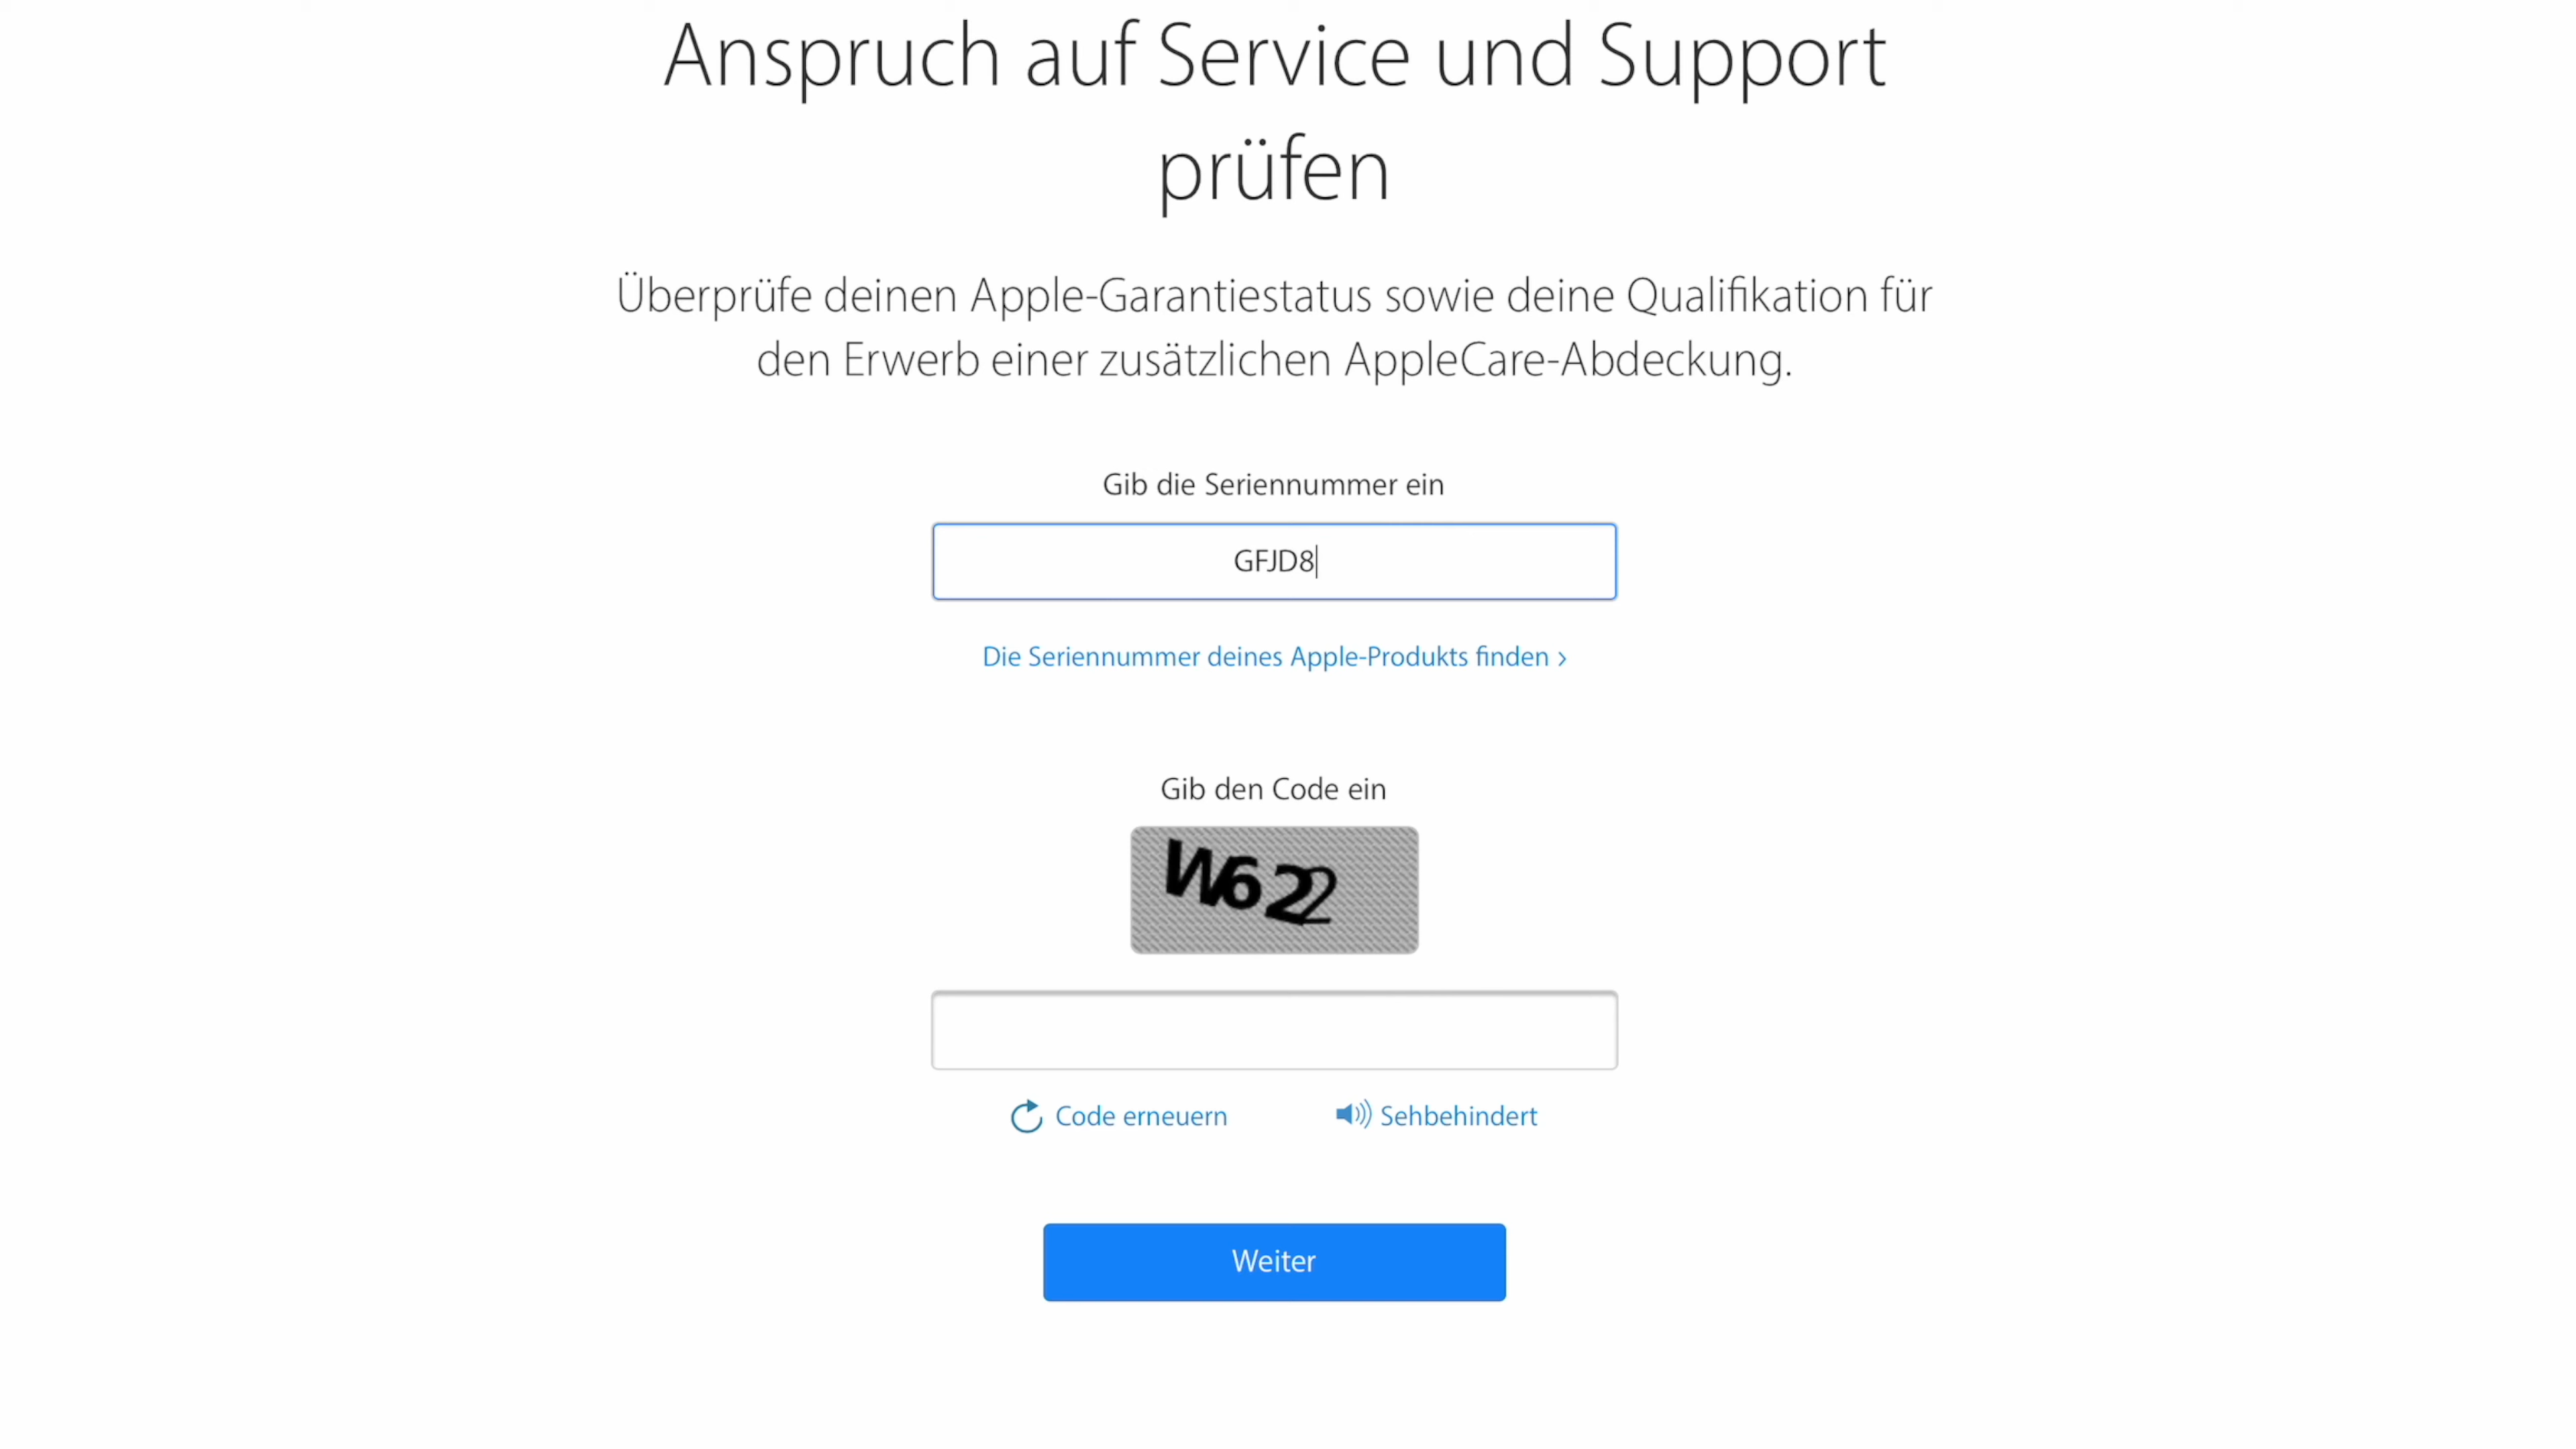 Anspruch auf Service und Support
prüfen
Überprüfe deinen Apple-Garantiestatus sowie deine Qualifikation für
den Erwerb einer zusätzlichen AppleCare-Abdeckung.
Gib die Seriennummer ein
GFJD8
Die Seriennummer deines Apple-Produkts finden ›
Gib den Code ein
W622
Code erneuern
Sehbehindert
Weiter